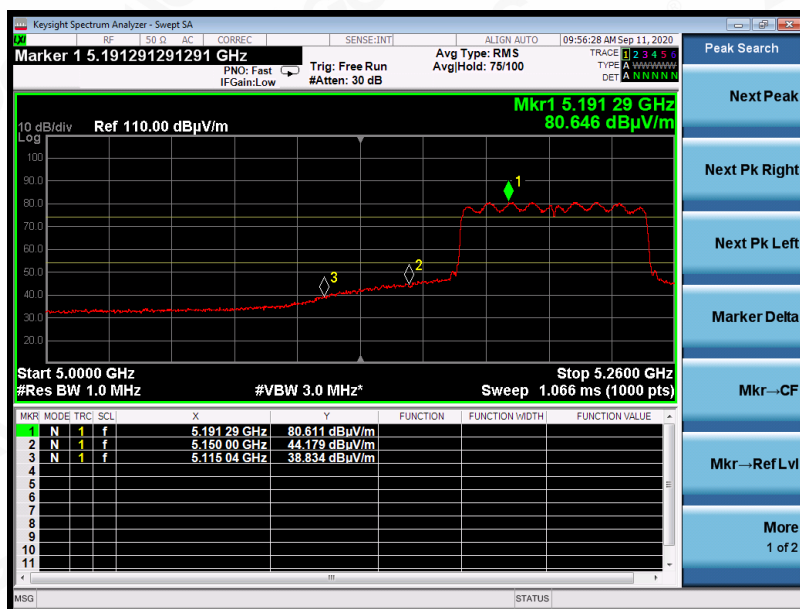 Keysight Spectrum Analyzer - Swept SA
LXI RF 50 Ω AC CORREC SENSE:INT ALIGN AUTO 09:56:28 AM Sep 11, 2020
Marker 1 5.191291291291 GHz
PNO: Fast
IFGain:Low
Trig: Free Run
#Atten: 30 dB
Avg Type: RMS
Avg|Hold: 75/100
TRACE 1 2 3 4 5 6
TYPE A WWWWW
DET A N N N N N
Mkr1 5.191 29 GHz
80.646 dBµV/m
10 dB/div Ref 110.00 dBµV/m
Log
100
90.0
80.0
70.0
60.0
50.0
40.0
30.0
20.0
1
2
3
Start 5.0000 GHz Stop 5.2600 GHz
#Res BW 1.0 MHz #VBW 3.0 MHz* Sweep 1.066 ms (1000 pts)
MKR MODE TRC SCL X Y FUNCTION FUNCTION WIDTH FUNCTION VALUE
1 N 1 f 5.191 29 GHz 80.611 dBµV/m
2 N 1 f 5.150 00 GHz 44.179 dBµV/m
3 N 1 f 5.115 04 GHz 38.834 dBµV/m
4
5
6
7
8
9
10
11
MSG STATUS
Peak Search
Next Peak
Next Pk Right
Next Pk Left
Marker Delta
Mkr→CF
Mkr→Ref Lvl
More
1 of 2